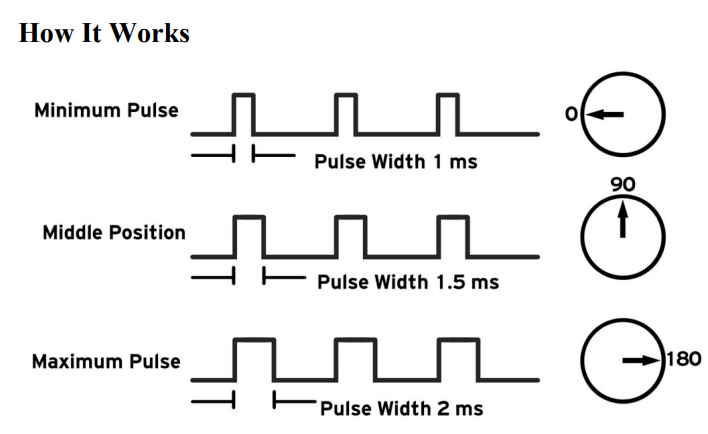 How It Works
Minimum Pulse
0
Pulse Width 1 ms
90
Middle Position
Pulse Width 1.5 ms
Maximum Pulse
180
Pulse Width 2 ms